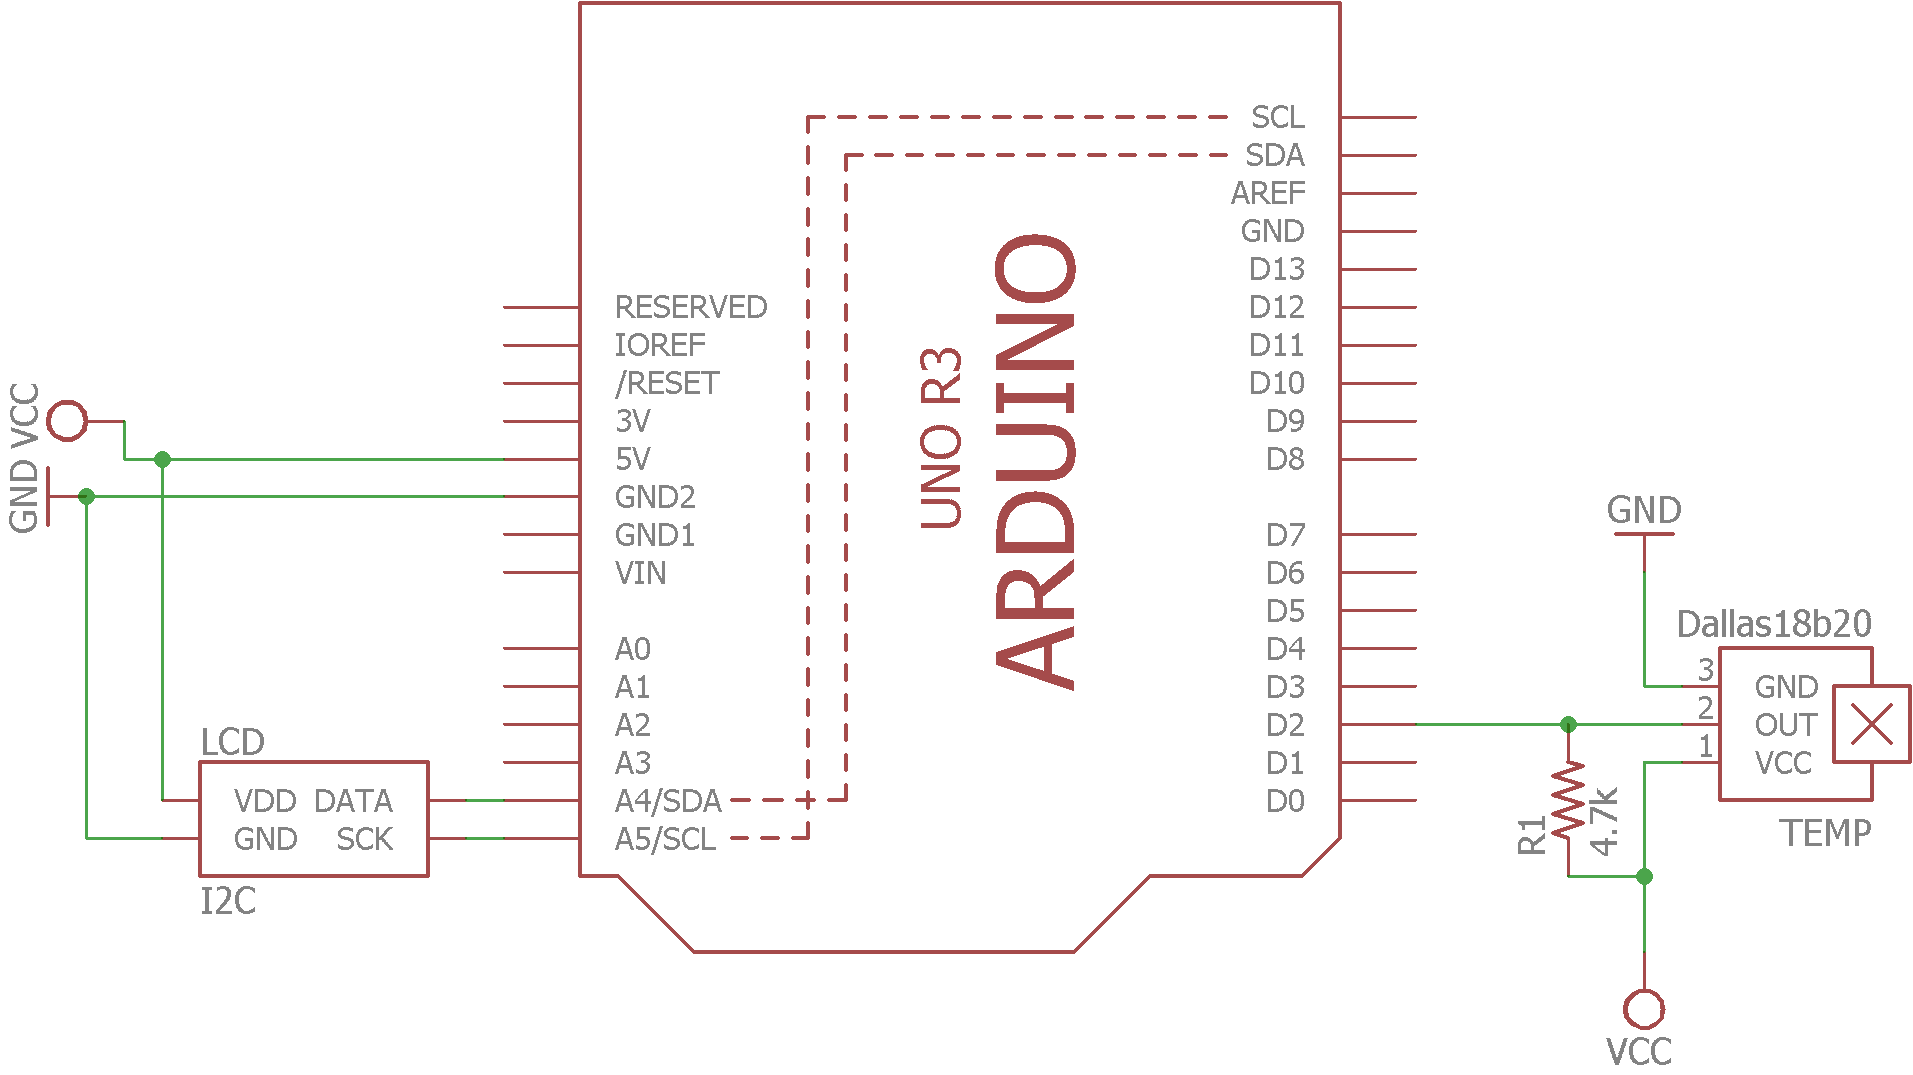 SCL
SDA
AREF
GND
D13
RESERVED
D12
IOREF
D11
/RESET
D10
3V
D9
5V
D8
GND2
GND1
D7
VIN
D6
D5
A0
D4
A1
D3
A2
D2
A3
D1
A4/SDA
D0
A5/SCL
UNO R3
ARDUINO
VCC
GND
LCD
VDD DATA
GND SCK
I2C
GND
Dallas18b20
3 GND
2 OUT
1 VCC
TEMP
R1
4.7k
VCC